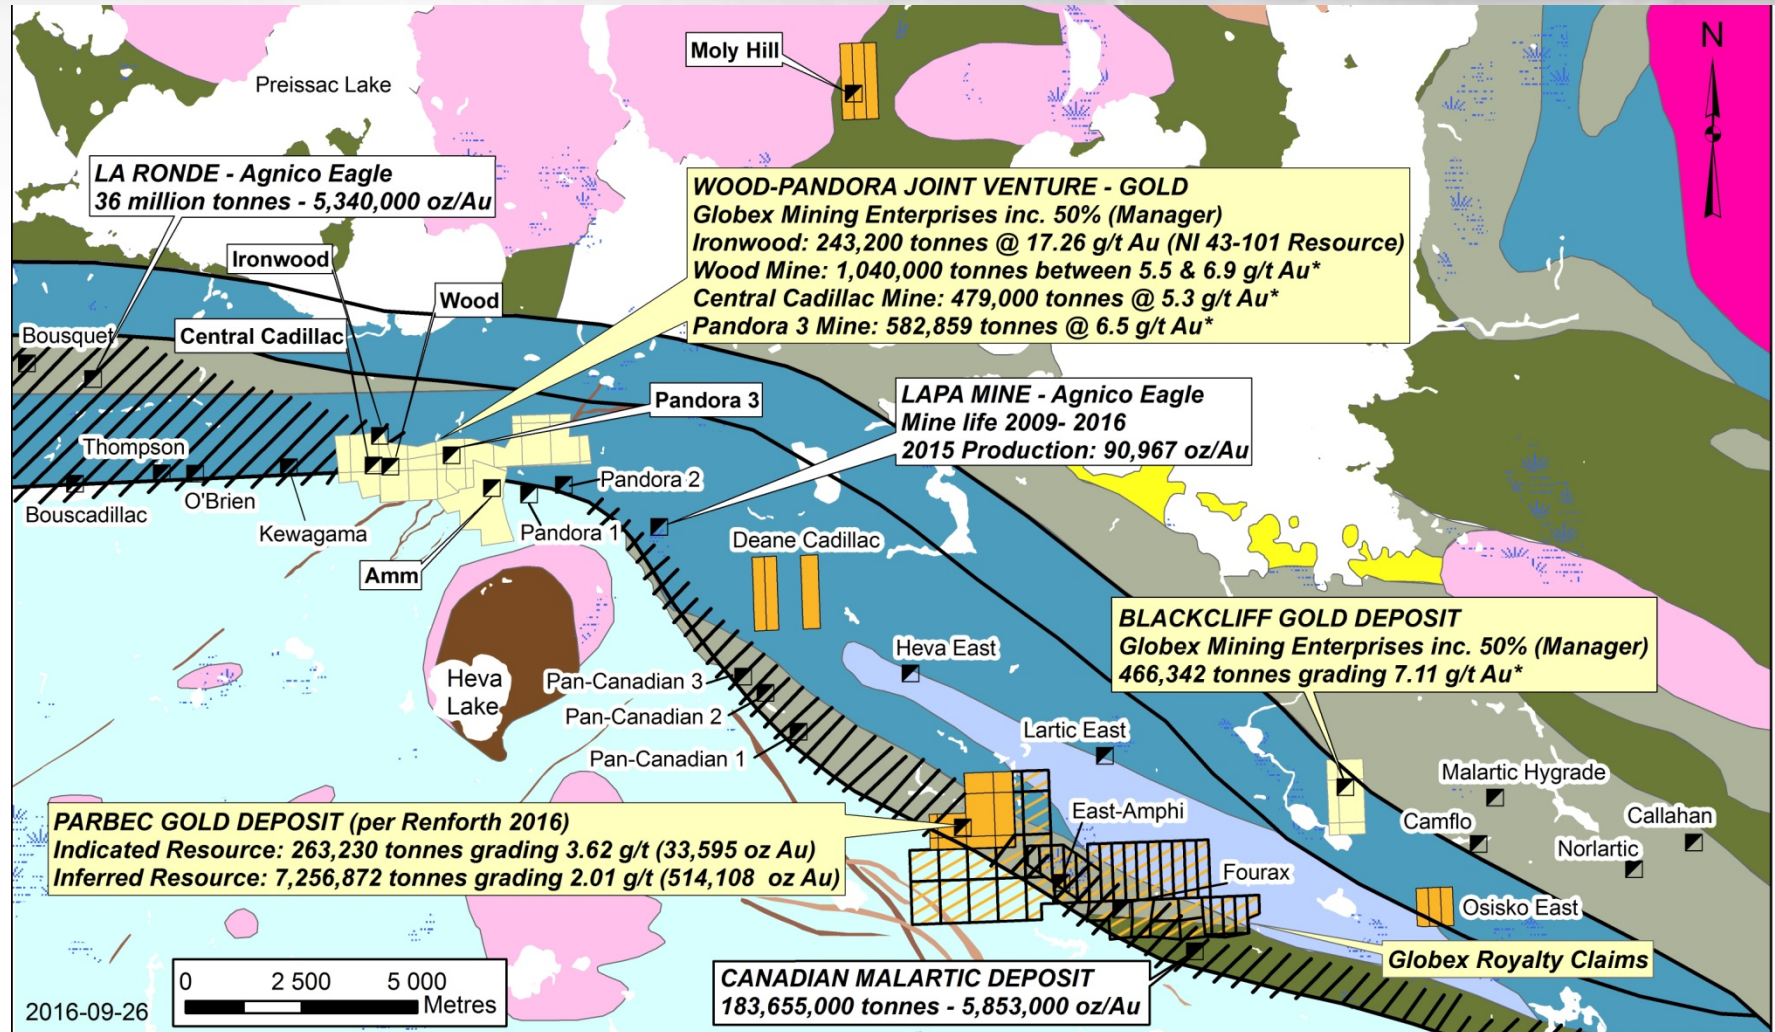 Moly Hill
N
Preissac Lake
LA RONDE - Agnico Eagle
36 million tonnes - 5,340,000 oz/Au
WOOD-PANDORA JOINT VENTURE - GOLD
Globex Mining Enterprises inc. 50% (Manager)
Ironwood: 243,200 tonnes @ 17.26 g/t Au (NI 43-101 Resource)
Wood Mine: 1,040,000 tonnes between 5.5 & 6.9 g/t Au*
Central Cadillac Mine: 479,000 tonnes @ 5.3 g/t Au*
Pandora 3 Mine: 582,859 tonnes @ 6.5 g/t Au*
Ironwood
Wood
Bousquet
Central Cadillac
Pandora 3
LAPA MINE - Agnico Eagle
Mine life 2009- 2016
2015 Production: 90,967 oz/Au
Thompson
Bouscadillac
O'Brien
Kewagama
Pandora 2
Pandora 1
Amm
Deane Cadillac
BLACKCLIFF GOLD DEPOSIT
Globex Mining Enterprises inc. 50% (Manager)
466,342 tonnes grading 7.11 g/t Au*
Heva
Lake
Heva East
Pan-Canadian 3
Pan-Canadian 2
Pan-Canadian 1
Lartic East
Malartic Hygrade
Camflo
Callahan
Norlartic
PARBEC GOLD DEPOSIT (per Renforth 2016)
Indicated Resource: 263,230 tonnes grading 3.62 g/t (33,595 oz Au)
Inferred Resource: 7,256,872 tonnes grading 2.01 g/t (514,108 oz Au)
East-Amphi
Fourax
Osisko East
Globex Royalty Claims
CANADIAN MALARTIC DEPOSIT
183,655,000 tonnes - 5,853,000 oz/Au
0 2 500 5 000
Metres
2016-09-26